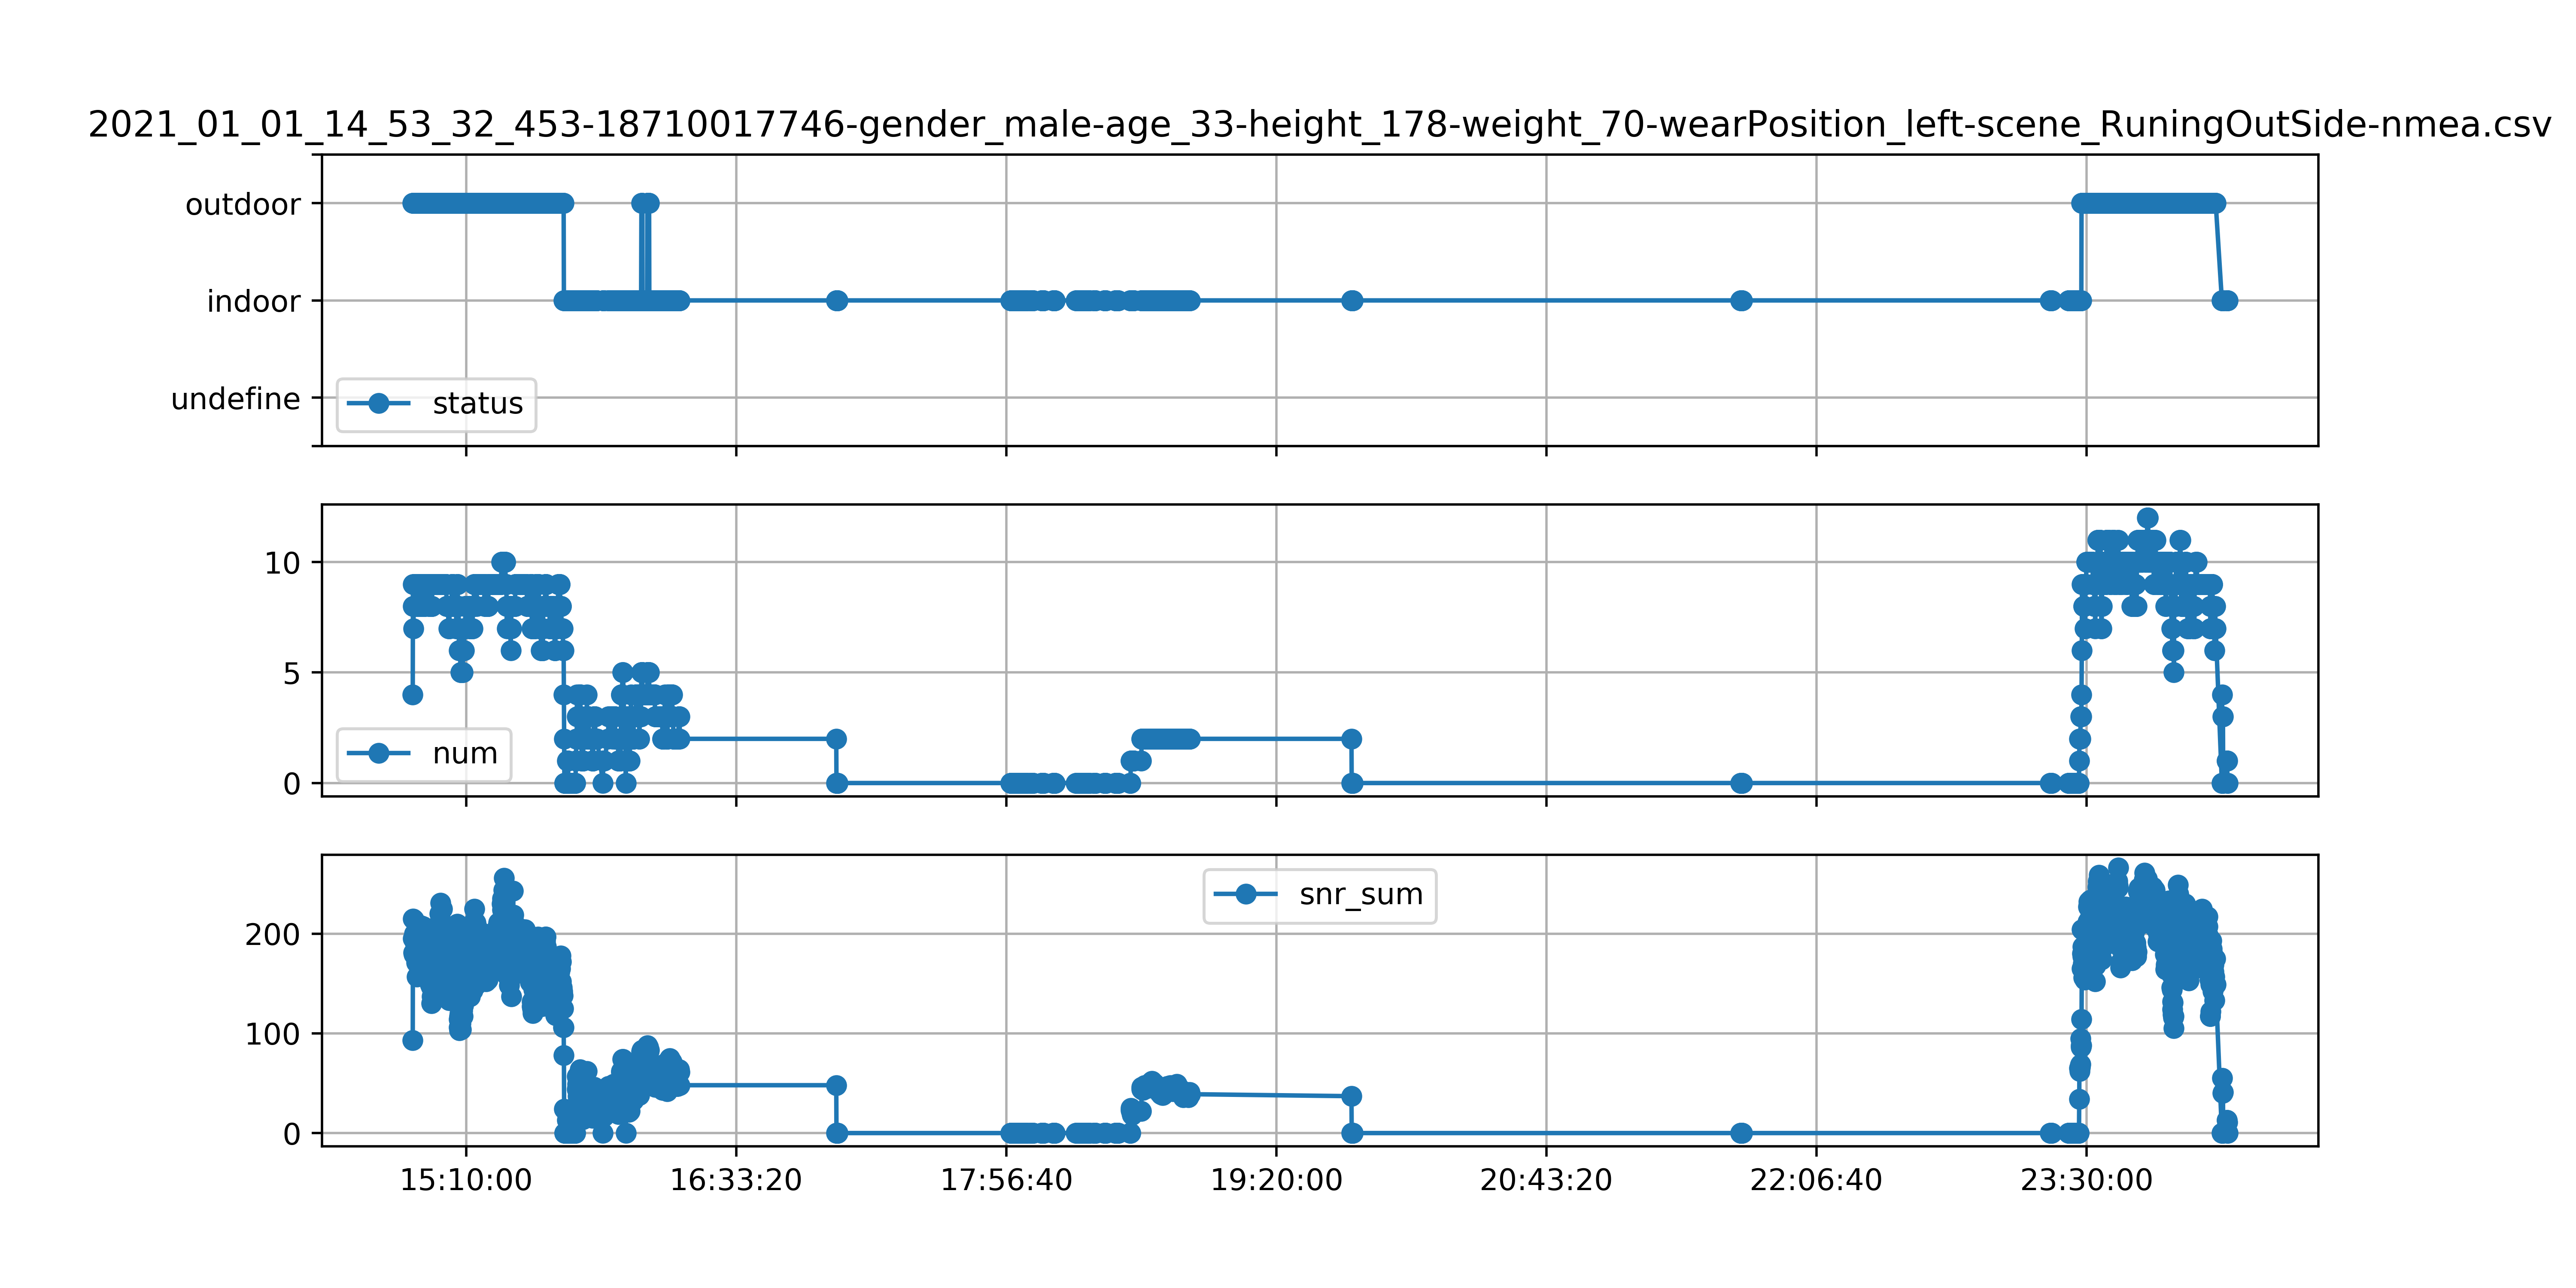 2021_01_01_14_53_32_453-18710017746-gender_male-age_33-height_178-weight_70-wearPosition_left-scene_RuningOutSide-nmea.csv
outdoor
indoor
undefine
status
10
5
0
num
200
100
0
snr_sum
15:10:00 16:33:20 17:56:40 19:20:00 20:43:20 22:06:40 23:30:00